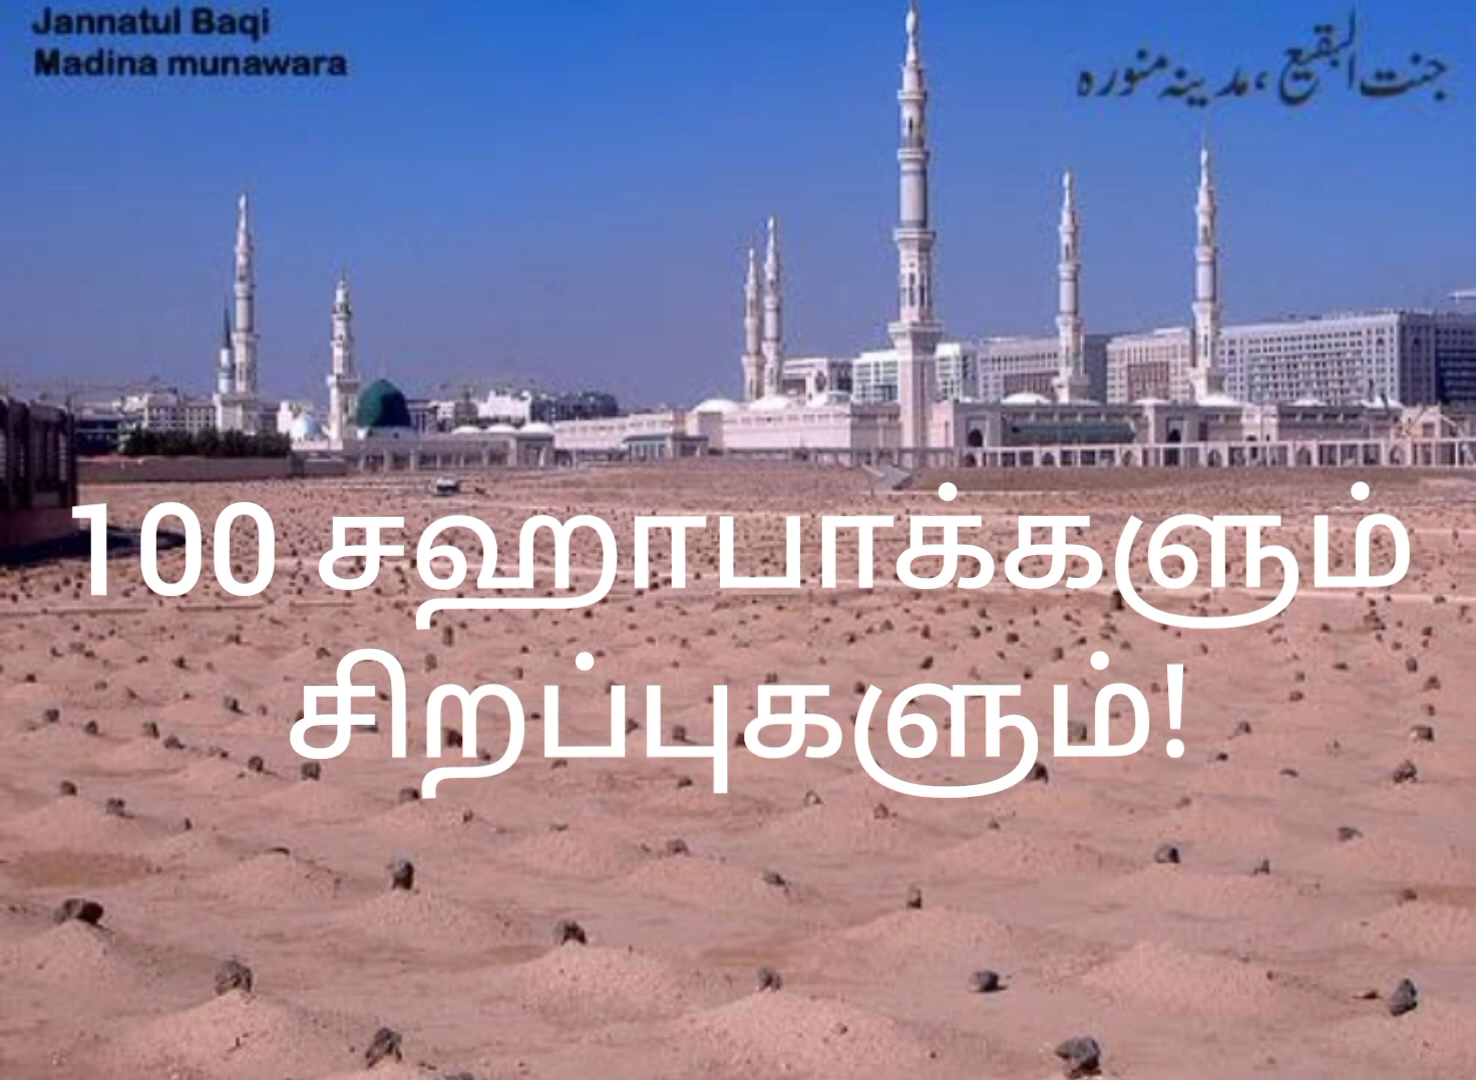 Jannatul Baqi
Madina munawara
جنت البقیع ، مدینہ منورہ
100 சஹாபாக்களும்
சிறப்புகளும்!